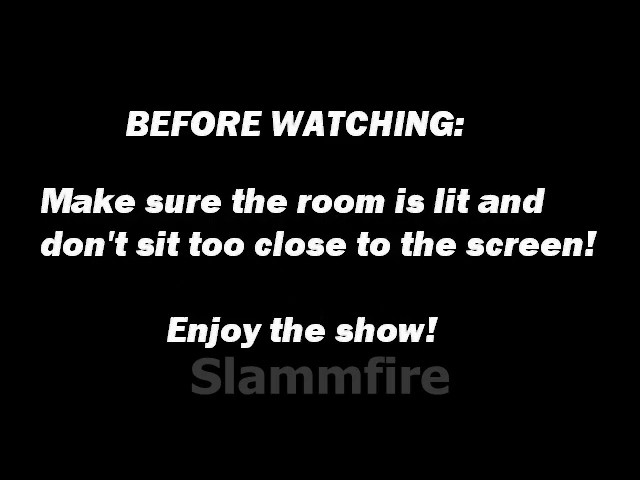 BEFORE WATCHING:
Make sure the room is lit and
don't sit too close to the screen!
Enjoy the show!
Slammfire